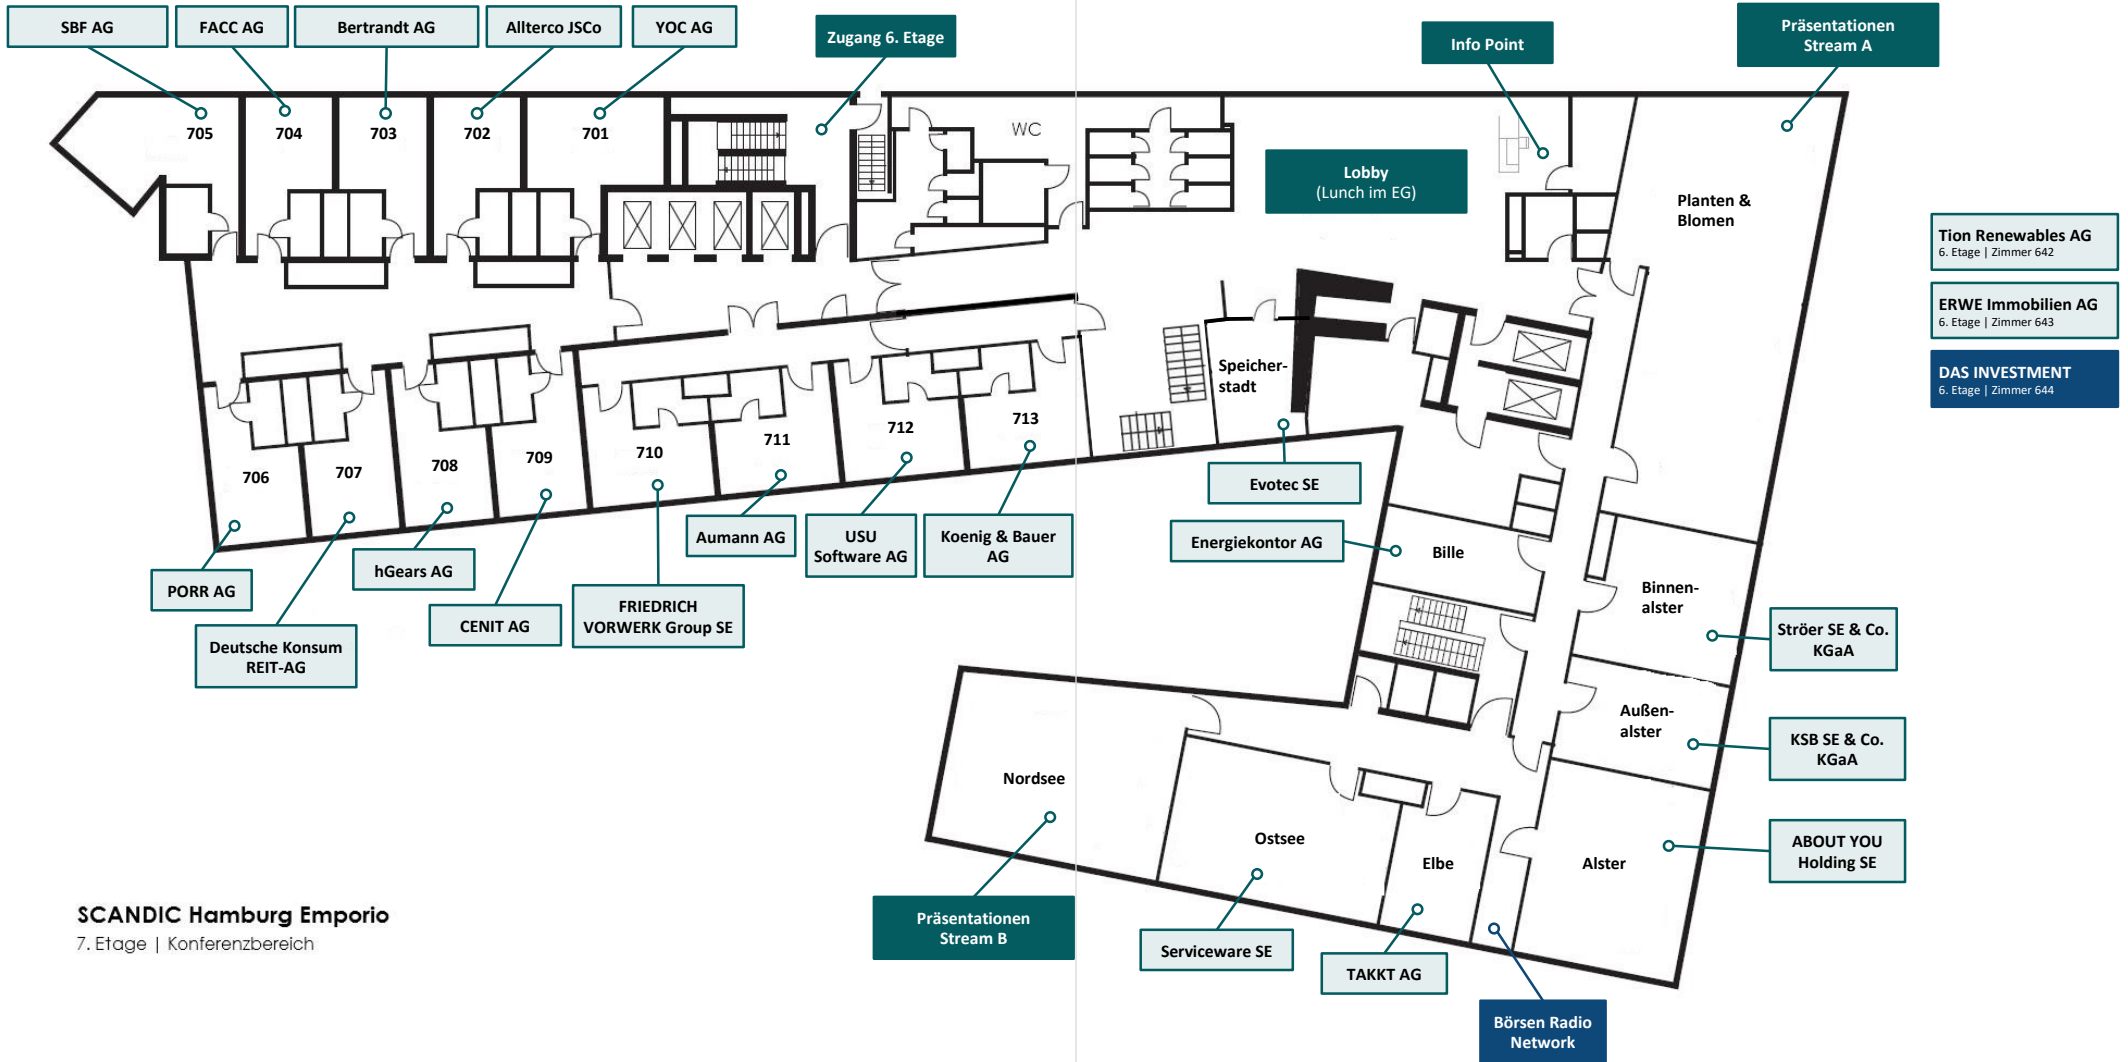 SBF AG
FACC AG
Bertrandt AG
Allterco JSCo
YOC AG
Zugang 6. Etage
Info Point
Präsentationen
Stream A
705
704
703
702
701
WC
Lobby
(Lunch im EG)
Planten &
Blomen
Tion Renewables AG
6. Etage | Zimmer 642
ERWE Immobilien AG
6. Etage | Zimmer 643
DAS INVESTMENT
6. Etage | Zimmer 644
Speicher-
stadt
706
707
708
709
710
711
712
713
Evotec SE
Energiekontor AG
Bille
Binnen-
alster
Ströer SE & Co.
KGaA
Außen-
alster
KSB SE & Co.
KGaA
PORR AG
Deutsche Konsum
REIT-AG
hGears AG
CENIT AG
FRIEDRICH
VORWERK Group SE
Aumann AG
USU
Software AG
Koenig & Bauer
AG
Nordsee
Ostsee
Elbe
Alster
ABOUT YOU
Holding SE
Präsentationen
Stream B
Serviceware SE
TAKKT AG
Börsen Radio
Network
SCANDIC Hamburg Emporio
7. Etage | Konferenzbereich